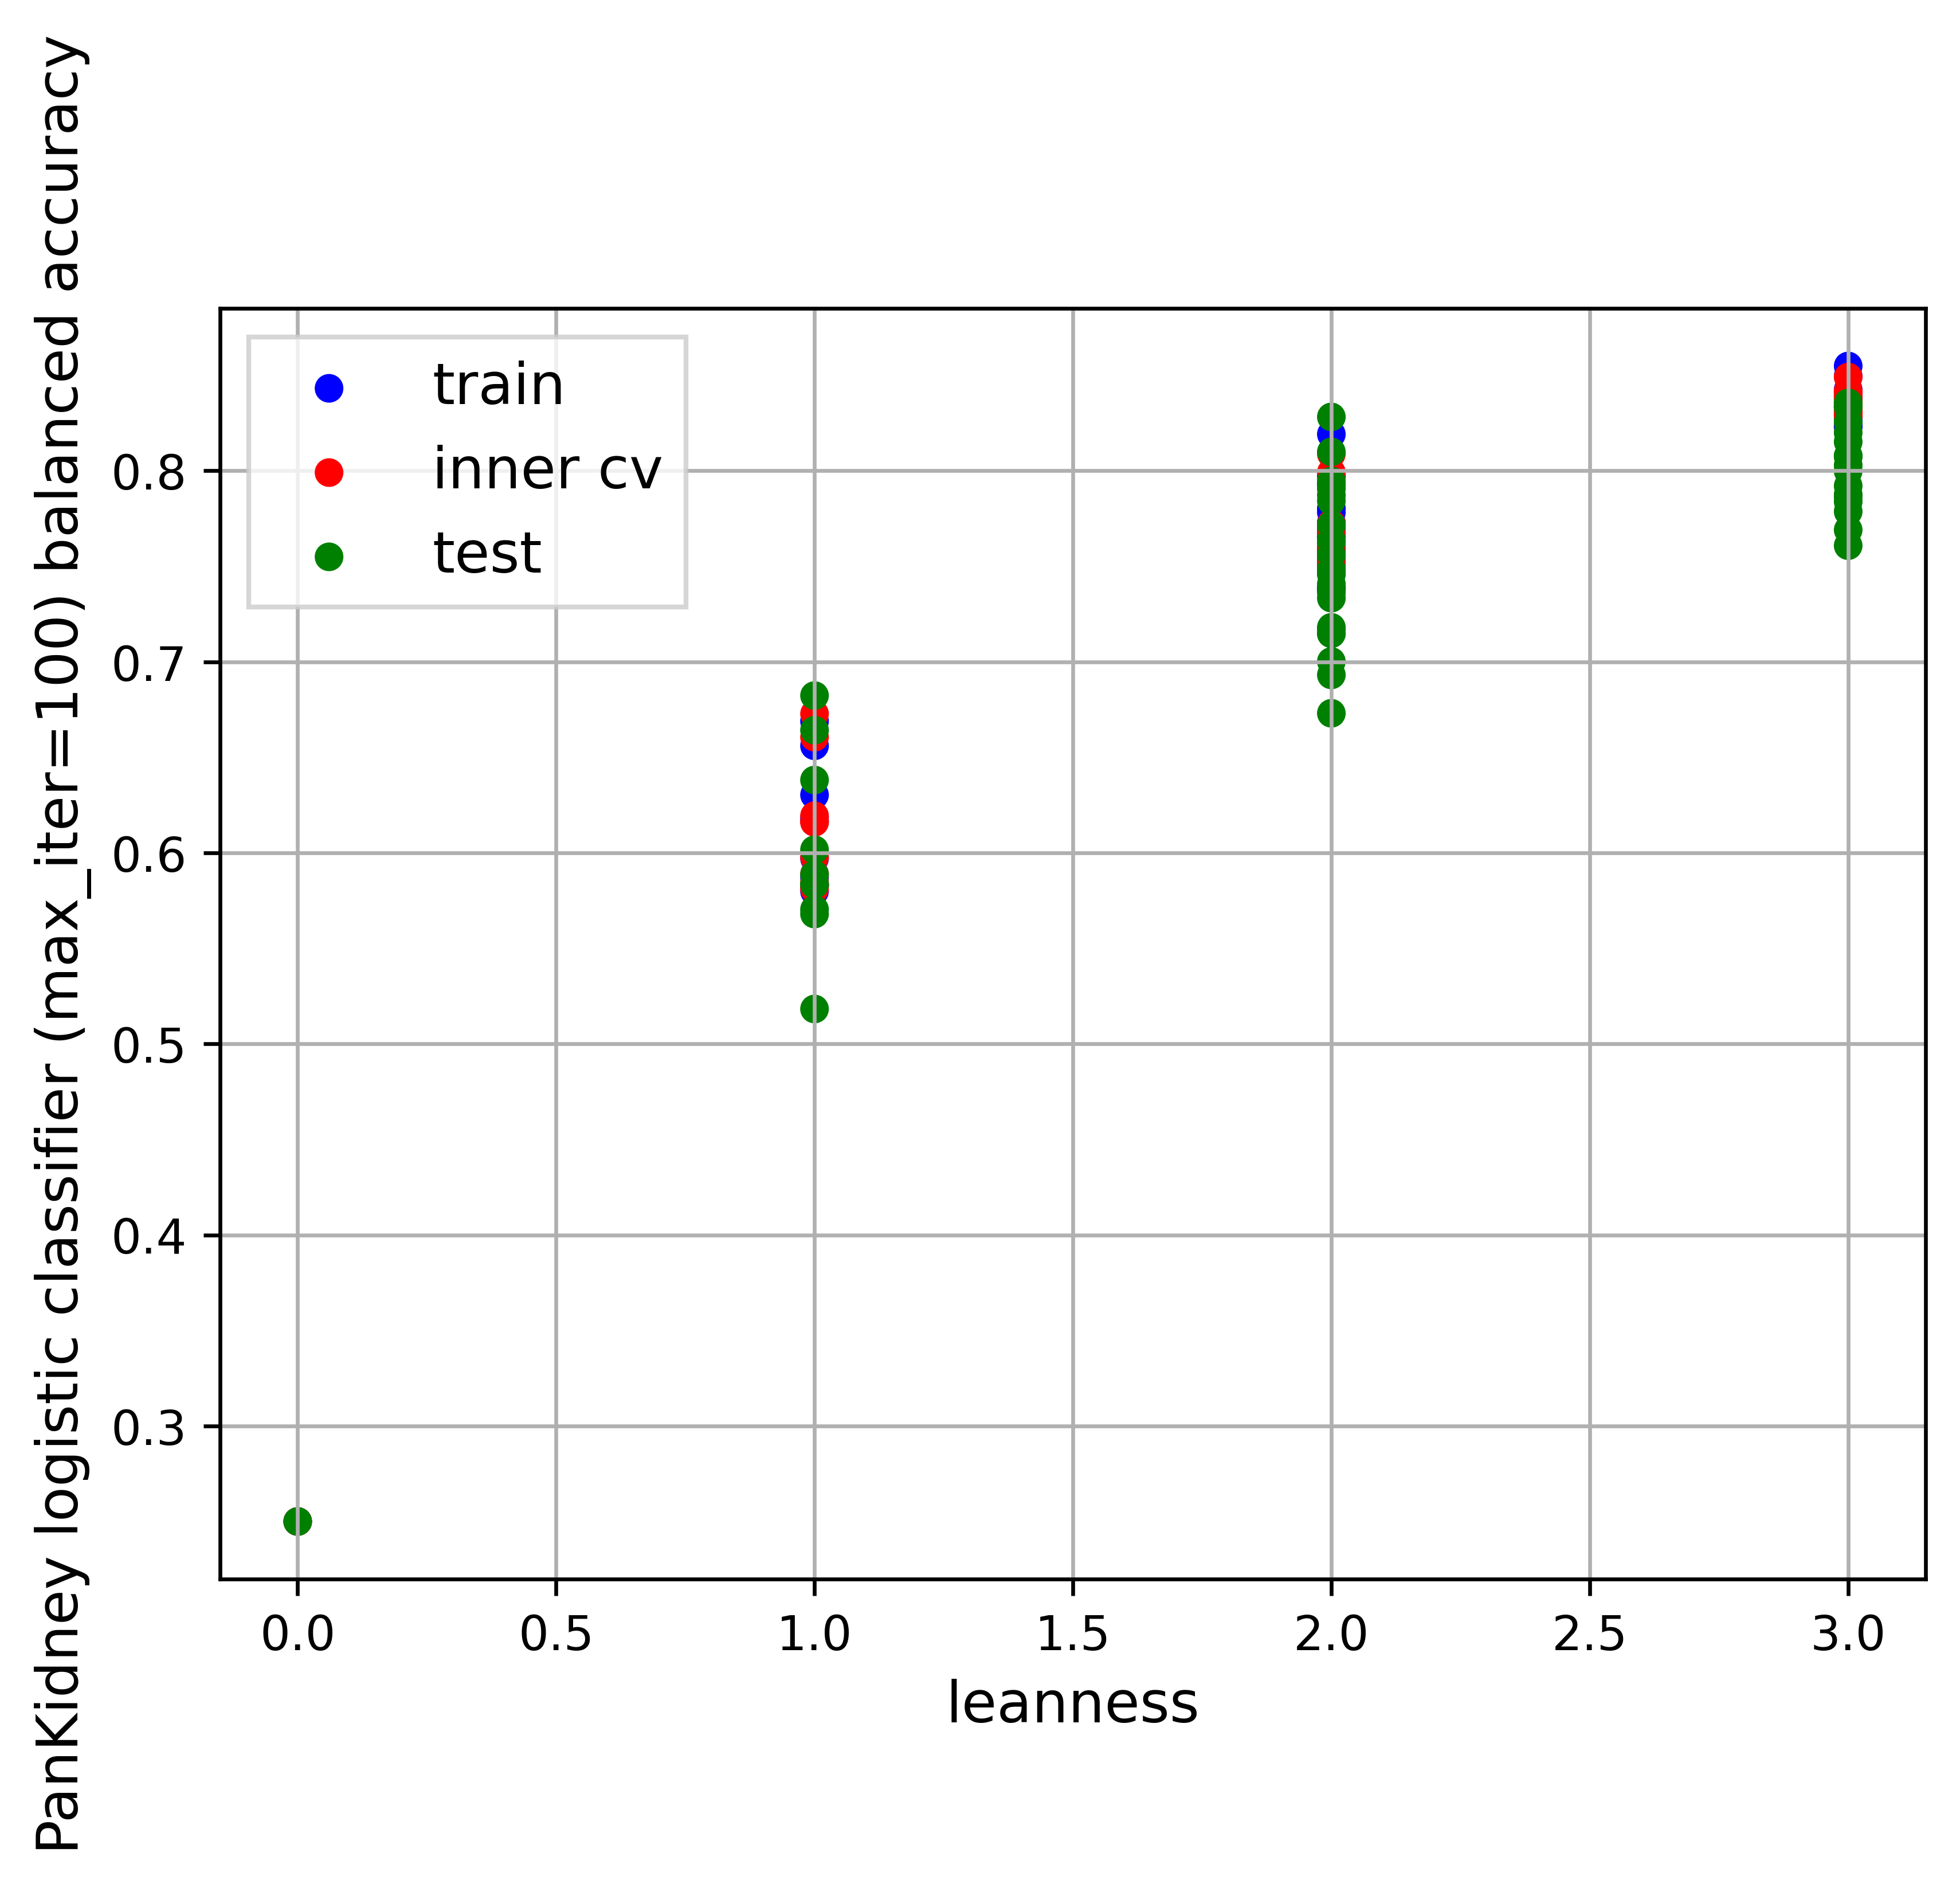 PanKidney logistic classifier (max_iter=100) balanced accuracy
train
inner cv
test
0.8
0.7
0.6
0.5
0.4
0.3
0.0 0.5 1.0 1.5 2.0 2.5 3.0
leanness